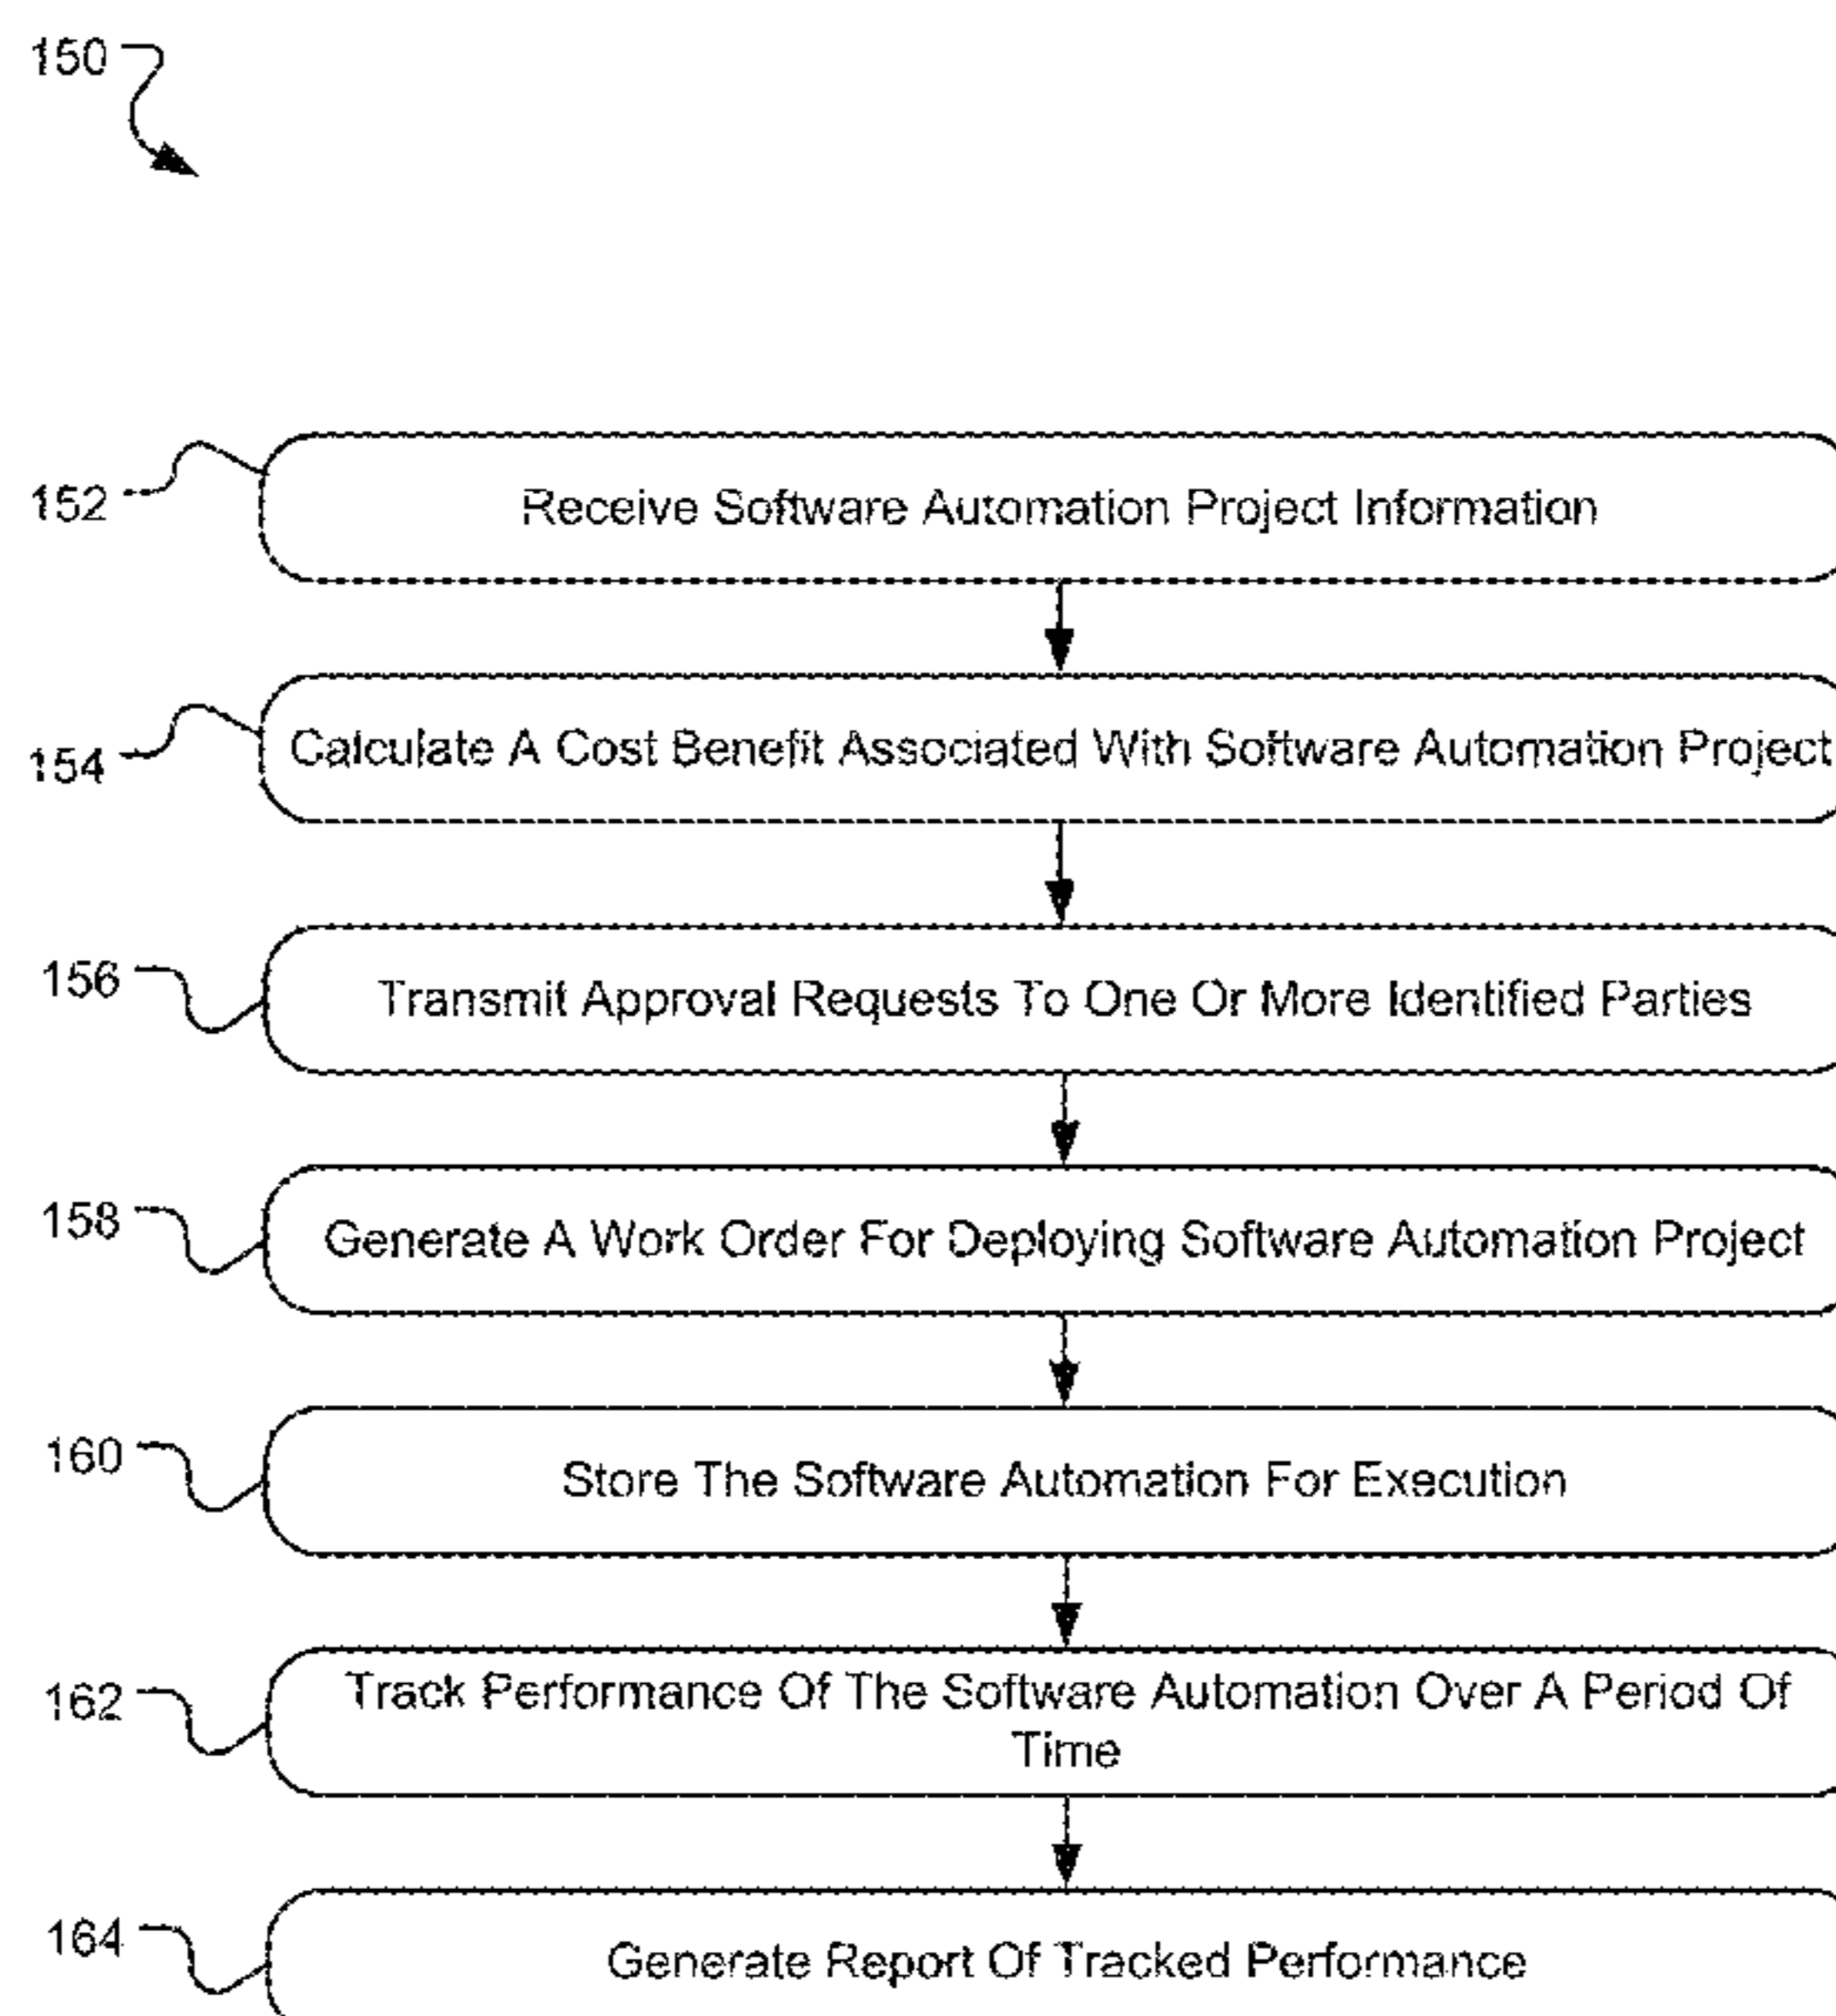 150
152
Receive Software Automation Project Information
154
Calculate A Cost Benefit Associated With Software Automation Project
156
Transmit Approval Requests To One Or More Identified Parties
158
Generate A Work Order For Deploying Software Automation Project
160
Store The Software Automation For Execution
162
Track Performance Of The Software Automation Over A Period Of
Time
164
Generate Report Of Tracked Performance